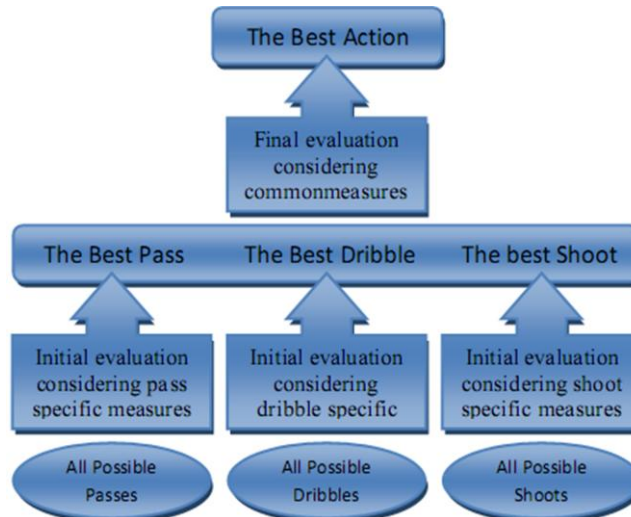 The Best Action
Final evaluation
considering
commonmeasures
The Best Pass
The Best Dribble
The best Shoot
Initial evaluation
considering pass
specific measures
Initial evaluation
considering
dribble specific
Initial evaluation
considering shoot
specific measures
All Possible
Passes
All Possible
Dribbles
All Possible
Shoots